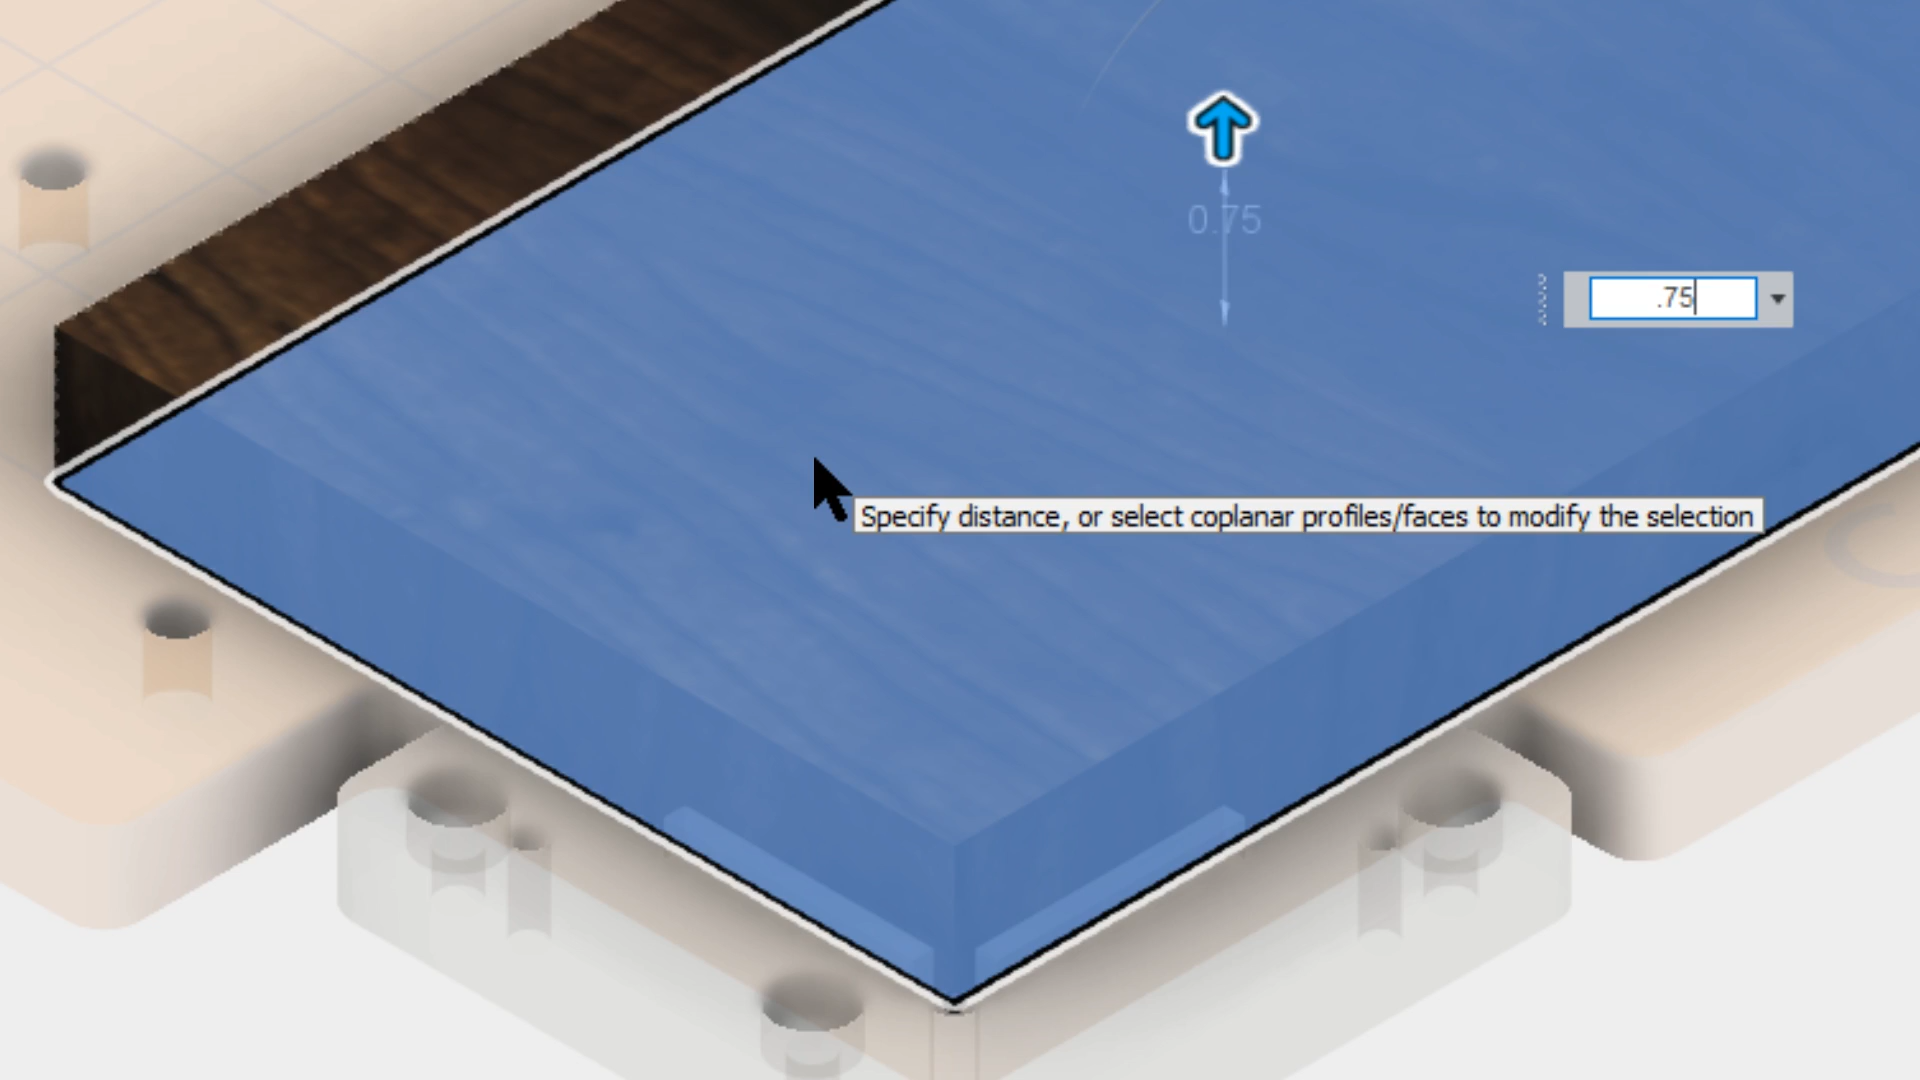 0.75
.75
Specify distance, or select coplanar profiles/faces to modify the selection